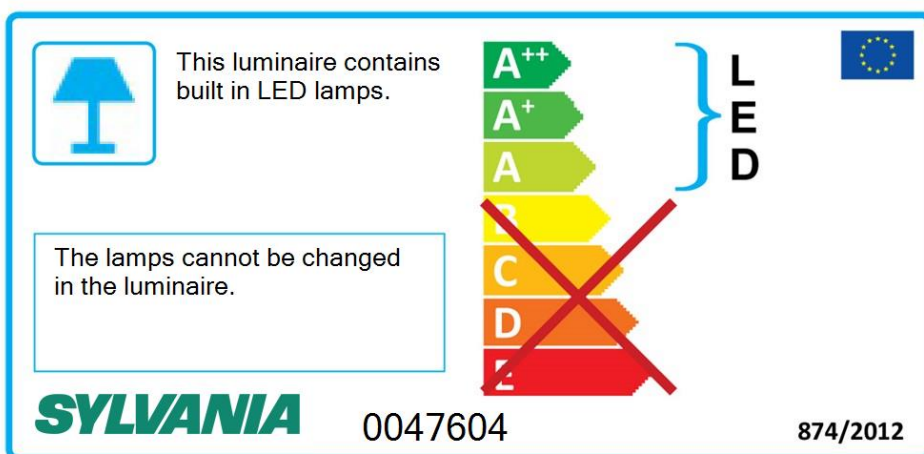 This luminaire contains
built in LED lamps.
A++
A+
A
B
C
D
E
L
E
D
The lamps cannot be changed
in the luminaire.
SYLVANIA
0047604
874/2012